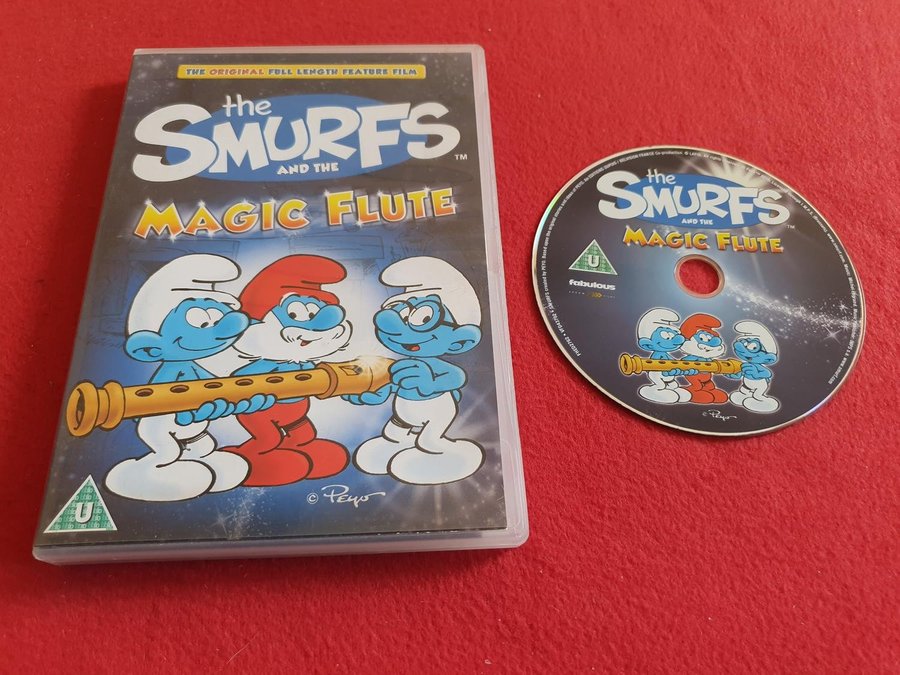 THE ORIGINAL FULL LENGTH FEATURE FILM
the
SMURFS
AND THE
TM
MAGIC FLUTE
U
© Peyo
the
SMURFS
AND THE
TM
MAGIC FLUTE
U
fabulous
© Peyo